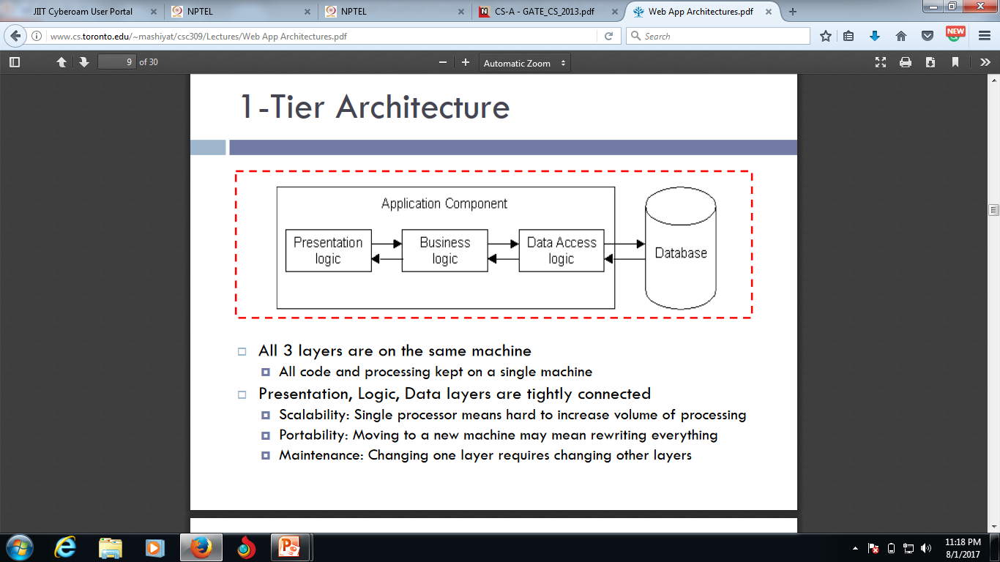 JIIT Cyberoam User Portal
NPTEL
NPTEL
CS-A - GATE_CS_2013.pdf
Web App Architectures.pdf
www.cs.toronto.edu/~mashiyat/csc309/Lectures/Web App Architectures.pdf
Search
NEW
9 of 30
Automatic Zoom
1-Tier Architecture
Application Component
Presentation
logic
Business
logic
Data Access
logic
Database
All 3 layers are on the same machine
All code and processing kept on a single machine
Presentation, Logic, Data layers are tightly connected
Scalability: Single processor means hard to increase volume of processing
Portability: Moving to a new machine may mean rewriting everything
Maintenance: Changing one layer requires changing other layers
11:18 PM
8/1/2017